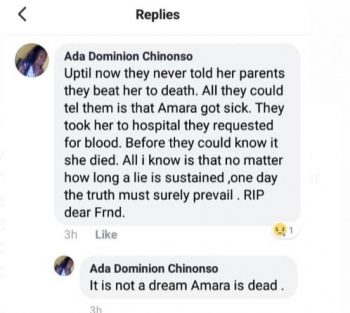 Replies
Ada Dominion Chinonso
Uptil now they never told her parents
they beat her to death. All they could
tel them is that Amara got sick. They
took her to hospital they requested
for blood. Before they could know it
she died. All i know is that no matter
how long a lie is sustained ,one day
the truth must surely prevail . RIP
dear Frnd.
3h Like 1
Ada Dominion Chinonso
It is not a dream Amara is dead .
3h